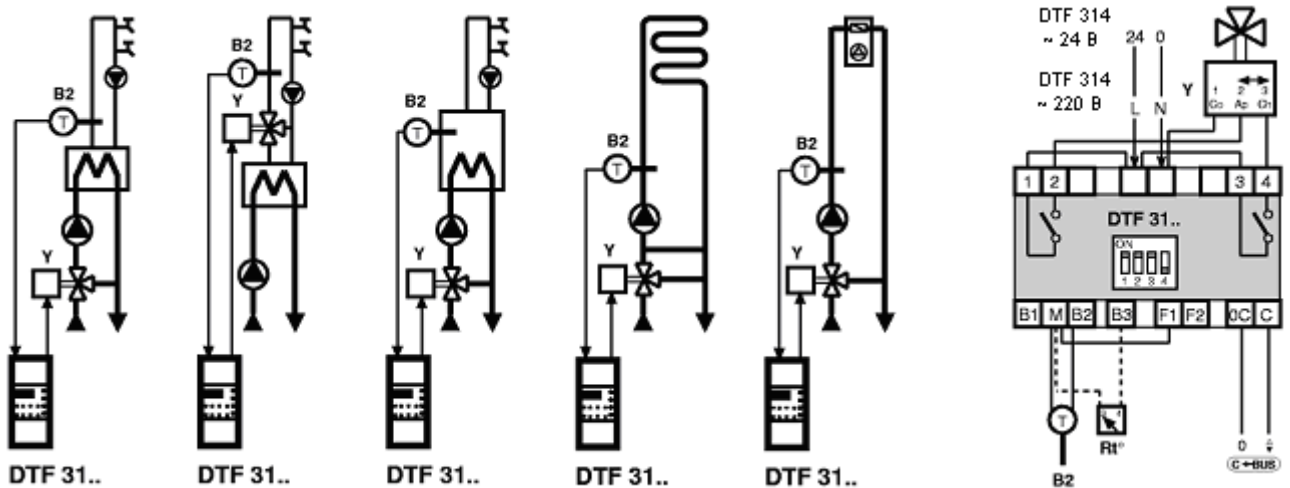 B2
T
Y
DTF 31..
B2
T
Y
DTF 31..
B2
T
Y
DTF 31..
B2
T
Y
DTF 31..
B2
T
Y
DTF 31..
DTF 314
~ 24 В
24 0
DTF 314
~ 220 В
L N
Y
1 2 3
Ap
1 2 3 4
DTF 31..
ON
1 2 3 4
B1 M B2 B3 F1 F2 0C C
T
Rt°
B2
0
C BUS